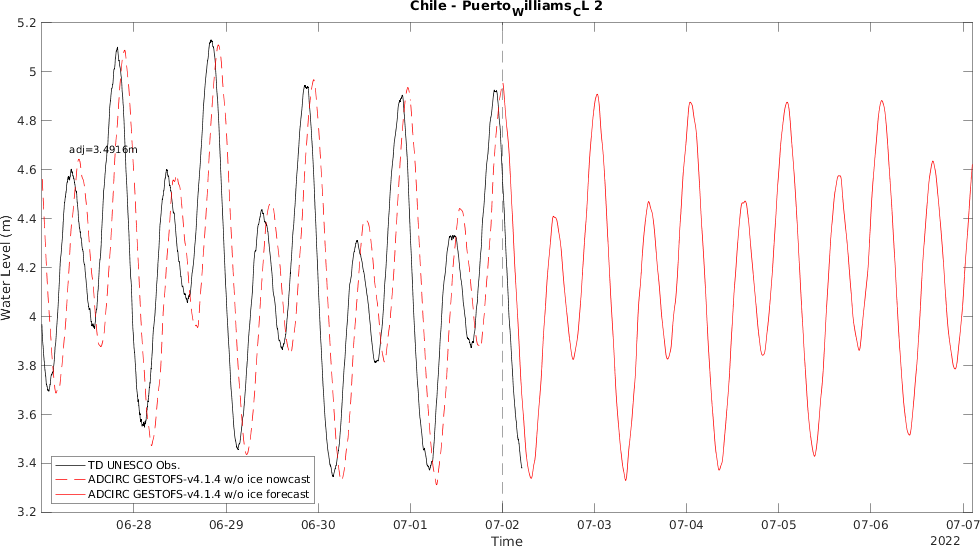 Chile - PuertoWilliamsCL 2
5.2
5
4.8
4.6
4.4
4.2
4
3.8
3.6
3.4
3.2
Water Level (m)
adj=3.4916m
TD UNESCO Obs.
ADCIRC GESTOFS-v4.1.4 w/o ice nowcast
ADCIRC GESTOFS-v4.1.4 w/o ice forecast
06-28 06-29 06-30 07-01 07-02 07-03 07-04 07-05 07-06 07-07
Time
2022